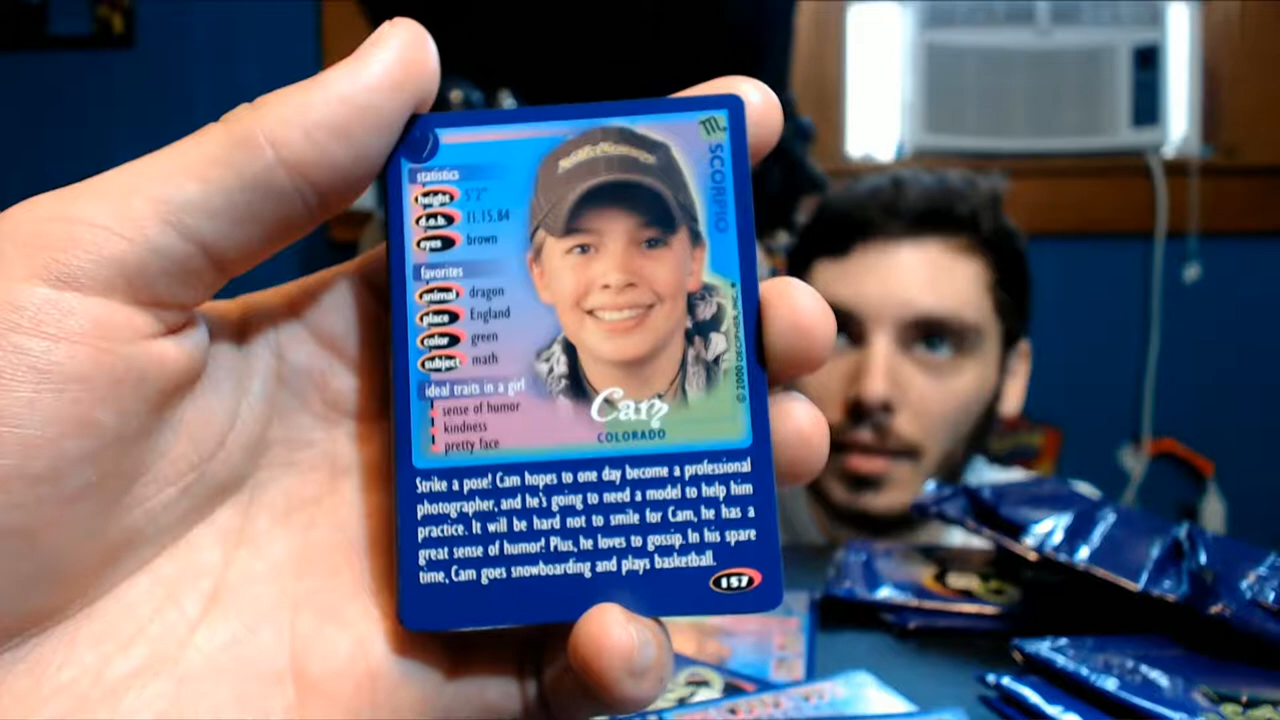 statistics
height 5'2"
d.o.b. 11.15.84
eyes brown
favorites
animal dragon
place England
color green
subject math
ideal traits in a girl
sense of humor
kindness
pretty face
SCORPIO
© 2000 DECIPHER, INC.
Cam
COLORADO
Strike a pose! Cam hopes to one day become a professional
photographer, and he's going to need a model to help him
practice. It will be hard not to smile for Cam, he has a
great sense of humor! Plus, he loves to gossip. In his spare
time, Cam goes snowboarding and plays basketball.
157